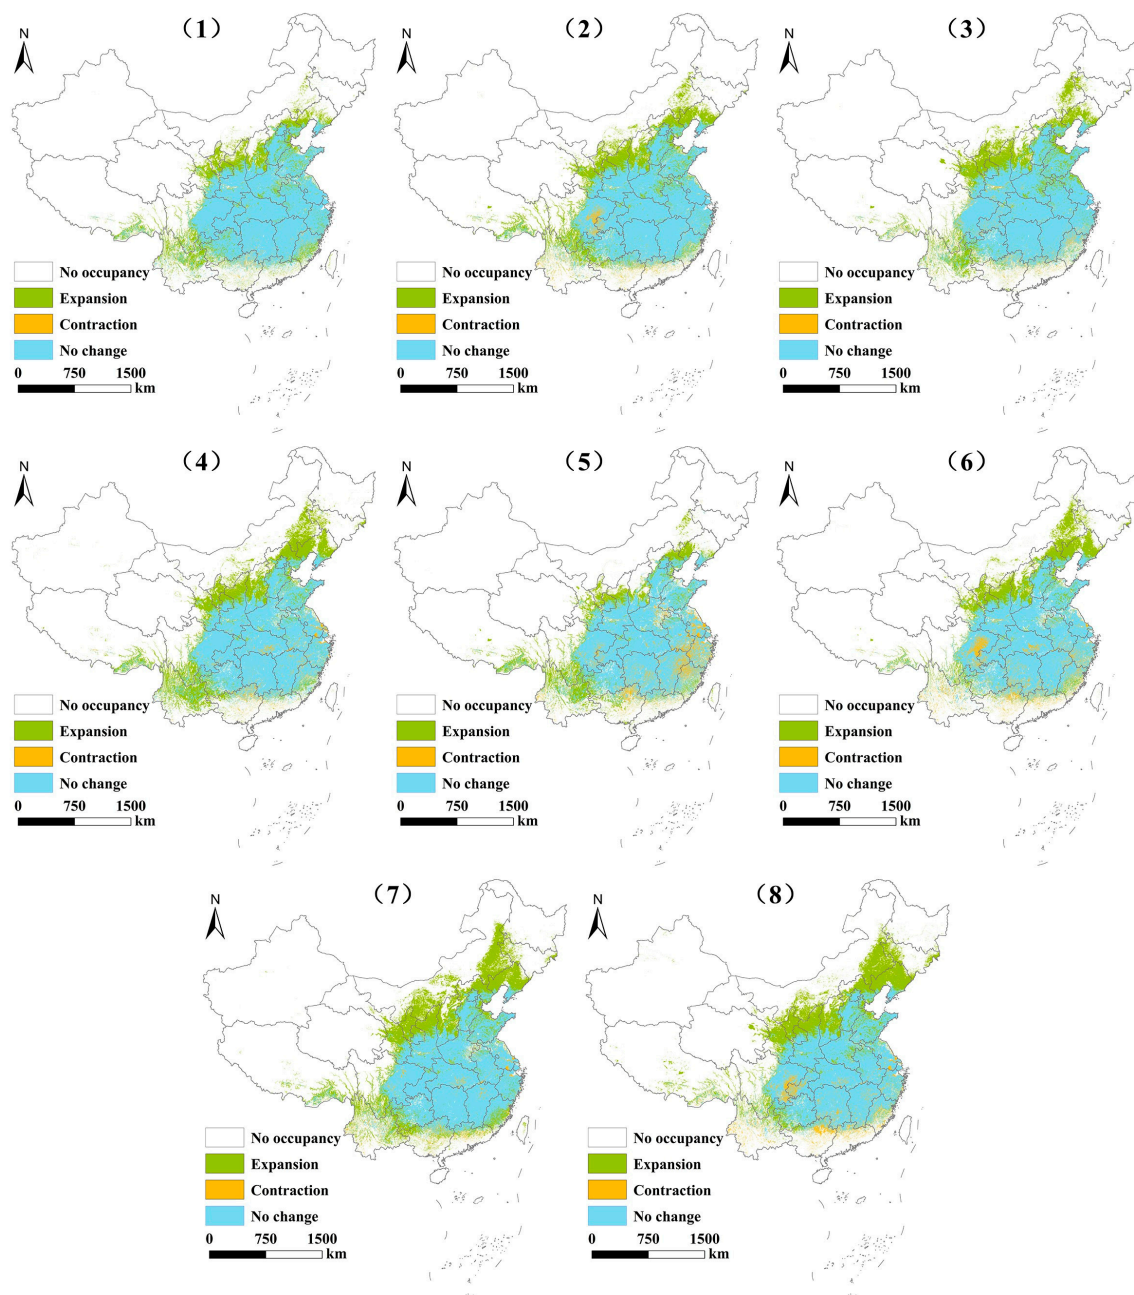 （1）
N
No occupancy
Expansion
Contraction
No change
0 750 1500
km
（2）
N
No occupancy
Expansion
Contraction
No change
0 750 1500
km
（3）
N
No occupancy
Expansion
Contraction
No change
0 750 1500
km
（4）
N
No occupancy
Expansion
Contraction
No change
0 750 1500
km
（5）
N
No occupancy
Expansion
Contraction
No change
0 750 1500
km
（6）
N
No occupancy
Expansion
Contraction
No change
0 750 1500
km
（7）
N
No occupancy
Expansion
Contraction
No change
0 750 1500
km
（8）
N
No occupancy
Expansion
Contraction
No change
0 750 1500
km